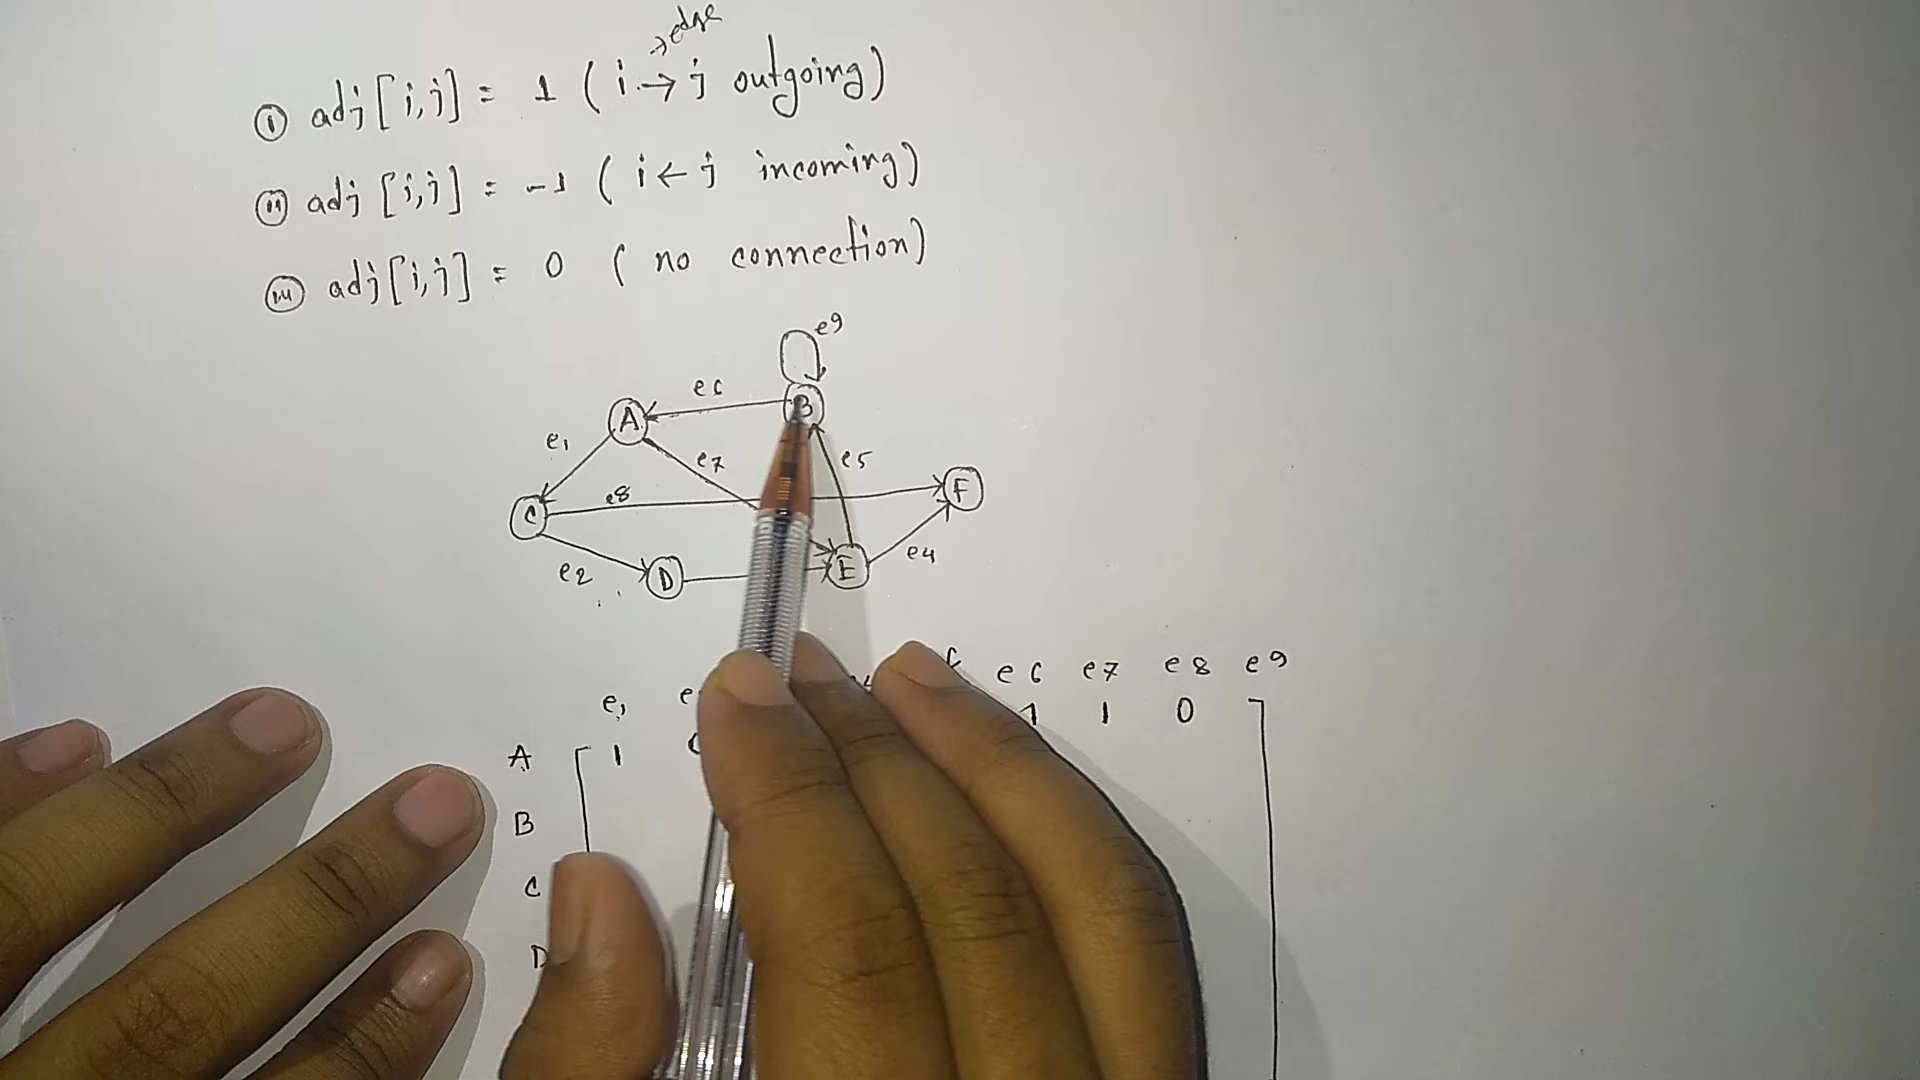 → edge
① adj[i,j] = 1 (i → j outgoing)
② adj[i,j] = -1 (i ← j incoming)
③ adj[i,j] = 0 (no connection)
e9
e6
A B
e1 e7 e5
C e8 F
e2 D E e4
e1 e6 e7 e8 e9
A 1 1 0
B
C
D